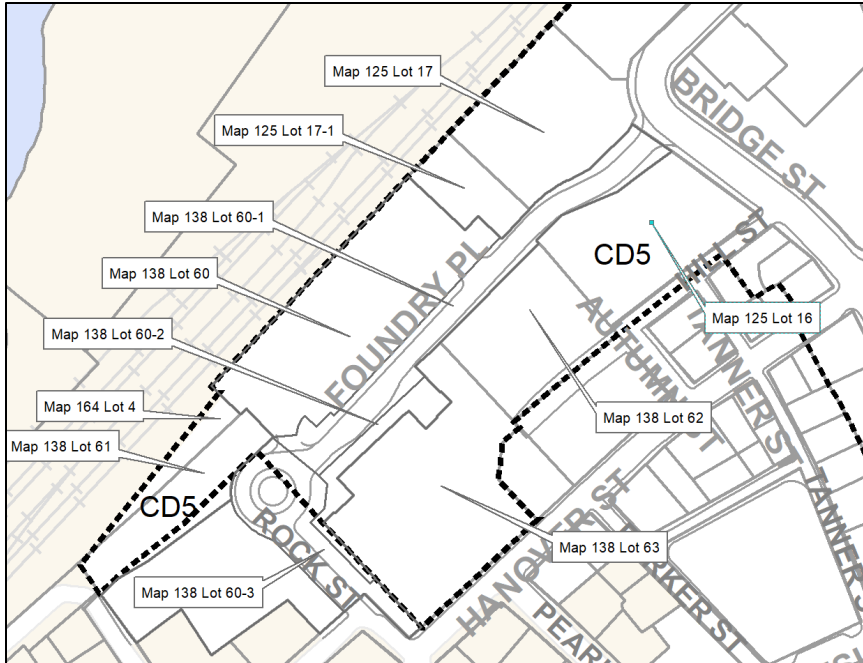 Map 125 Lot 17
BRIDGE ST
Map 125 Lot 17-1
Map 138 Lot 60-1
HILL ST
CD5
Map 138 Lot 60
FOUNDRY PL
Map 125 Lot 16
AUTUMN ST
TANNER ST
Map 138 Lot 60-2
Map 164 Lot 4
Map 138 Lot 62
Map 138 Lot 61
CD5
HANOVER ST
TANNER S
ROCK ST
Map 138 Lot 63
Map 138 Lot 60-3
RKER ST
PEAR